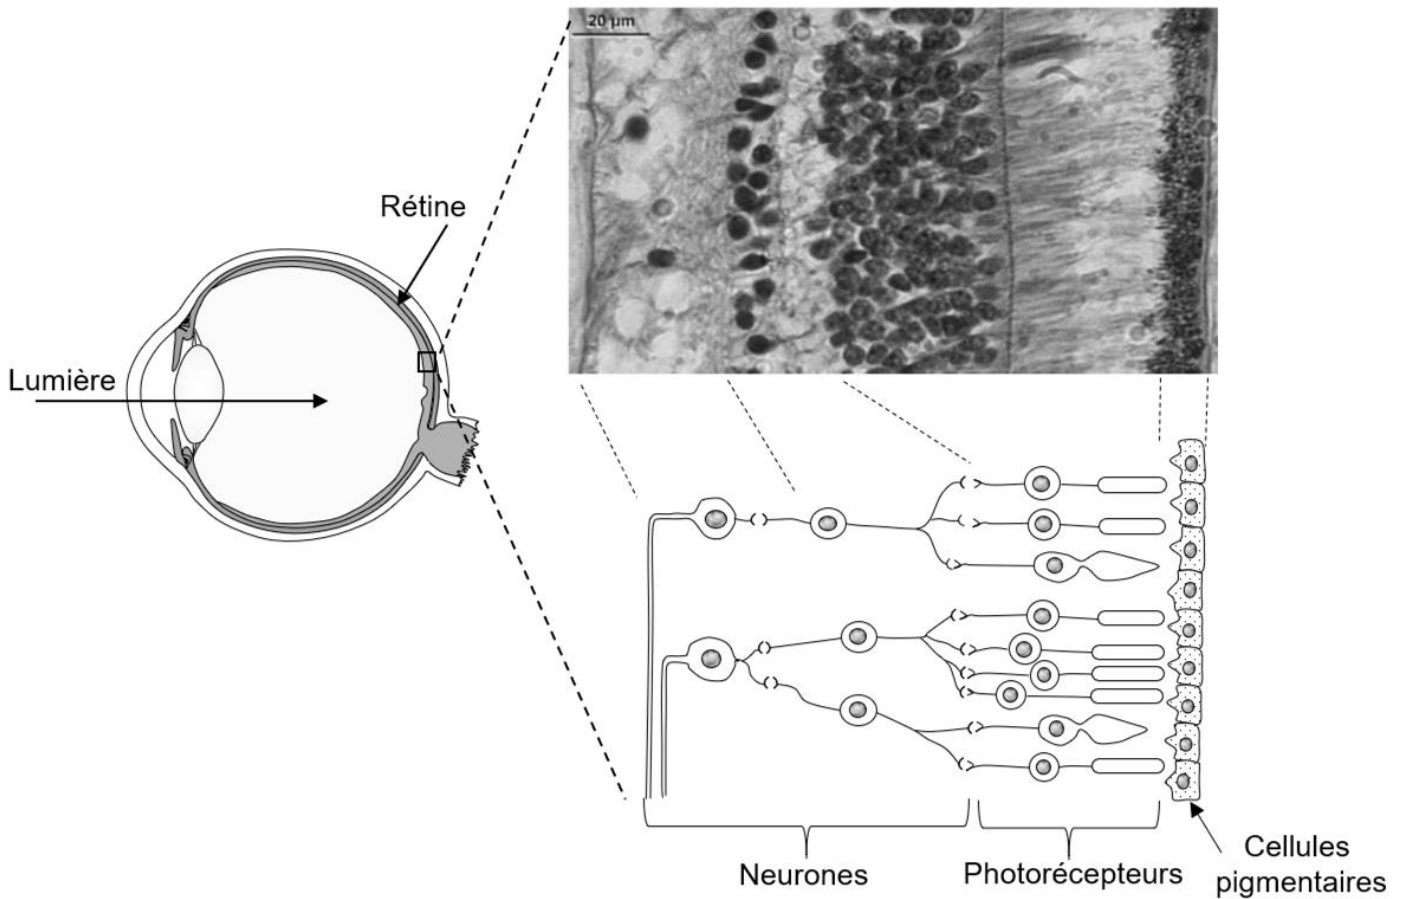 20 µm
Rétine
Lumière
Neurones
Photorécepteurs
Cellules
pigmentaires